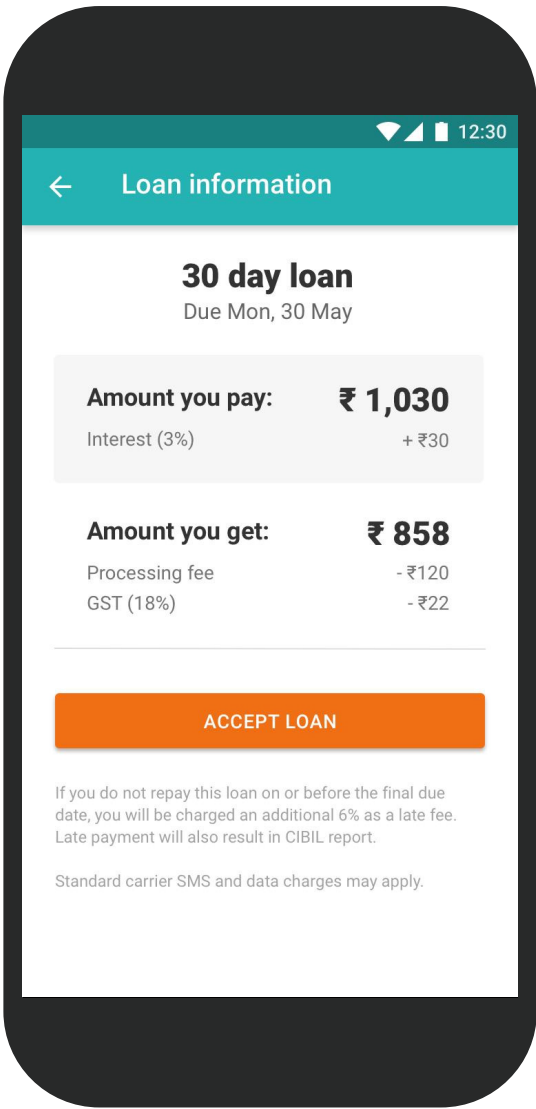 12:30
Loan information
30 day loan
Due Mon, 30 May
Amount you pay: ₹ 1,030
Interest (3%) + ₹30
Amount you get: ₹ 858
Processing fee - ₹120
GST (18%) - ₹22
ACCEPT LOAN
If you do not repay this loan on or before the final due
date, you will be charged an additional 6% as a late fee.
Late payment will also result in CIBIL report.
Standard carrier SMS and data charges may apply.